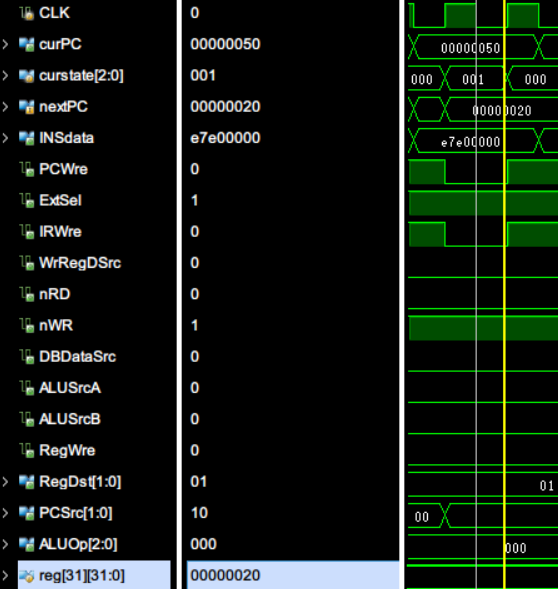 CLK 0
curPC 00000050 00000050
curstate[2:0] 001 000 001 000
nextPC 00000020 00000020
INSdata e7e00000 e7e00000
PCWre 0
ExtSel 1
IRWre 0
WrRegDSrc 0
nRD 0
nWR 1
DBDataSrc 0
ALUSrcA 0
ALUSrcB 0
RegWre 0
RegDst[1:0] 01 01
PCSrc[1:0] 10 00
ALUOp[2:0] 000 000
reg[31][31:0] 00000020